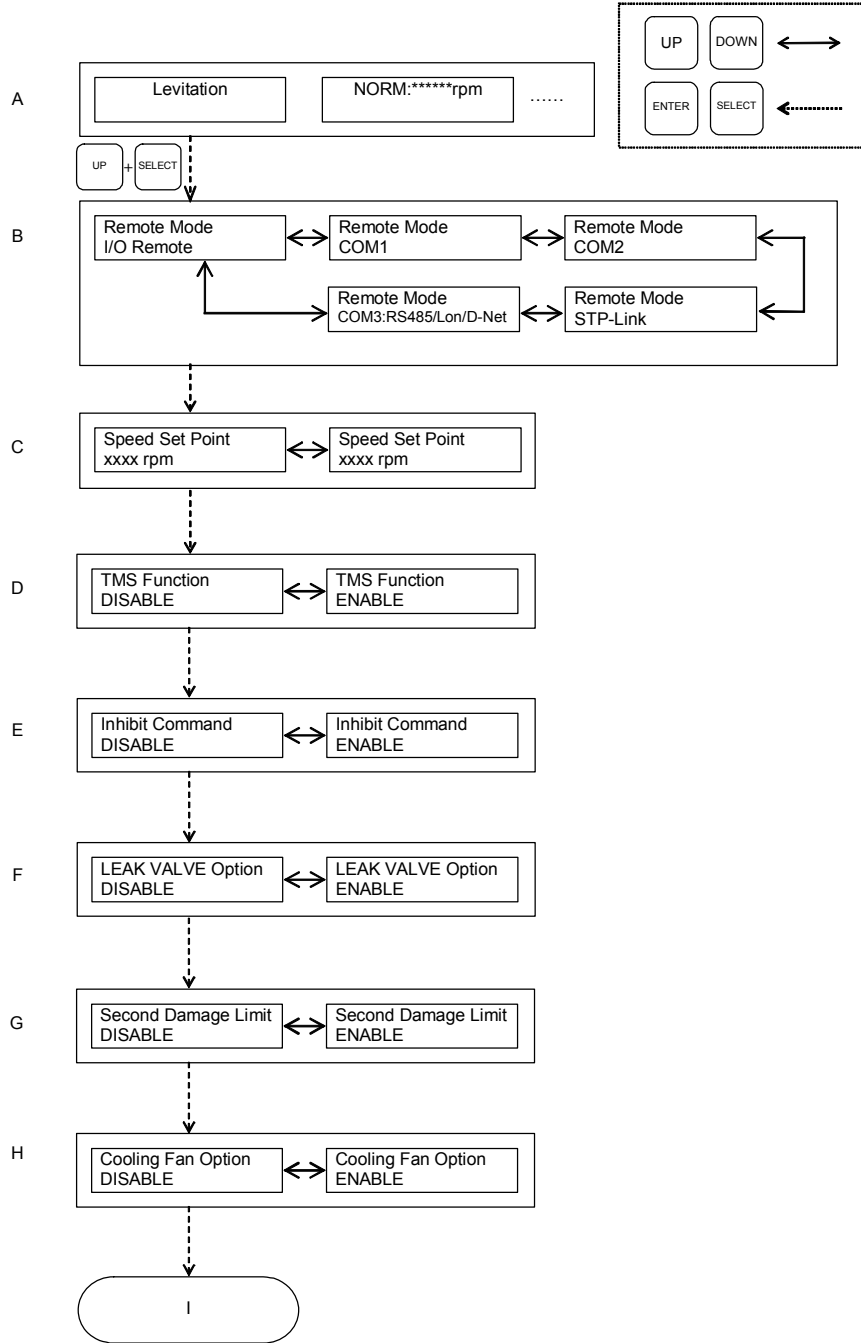 UP DOWN
ENTER SELECT
A
Levitation
NORM:******rpm
......
UP + SELECT
B
Remote Mode
I/O Remote
Remote Mode
COM1
Remote Mode
COM2
Remote Mode
COM3:RS485/Lon/D-Net
Remote Mode
STP-Link
C
Speed Set Point
xxxx rpm
Speed Set Point
xxxx rpm
D
TMS Function
DISABLE
TMS Function
ENABLE
E
Inhibit Command
DISABLE
Inhibit Command
ENABLE
F
LEAK VALVE Option
DISABLE
LEAK VALVE Option
ENABLE
G
Second Damage Limit
DISABLE
Second Damage Limit
ENABLE
H
Cooling Fan Option
DISABLE
Cooling Fan Option
ENABLE
I